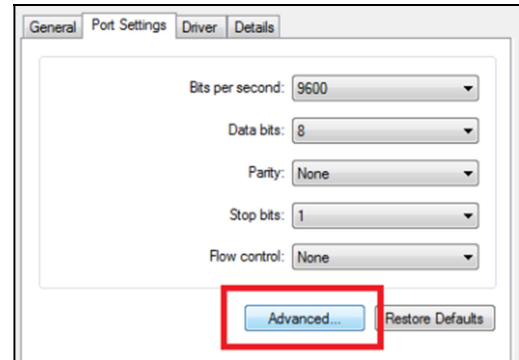 General Port Settings Driver Details
Bits per second: 9600
Data bits: 8
Parity: None
Stop bits: 1
Flow control: None
Advanced... Restore Defaults